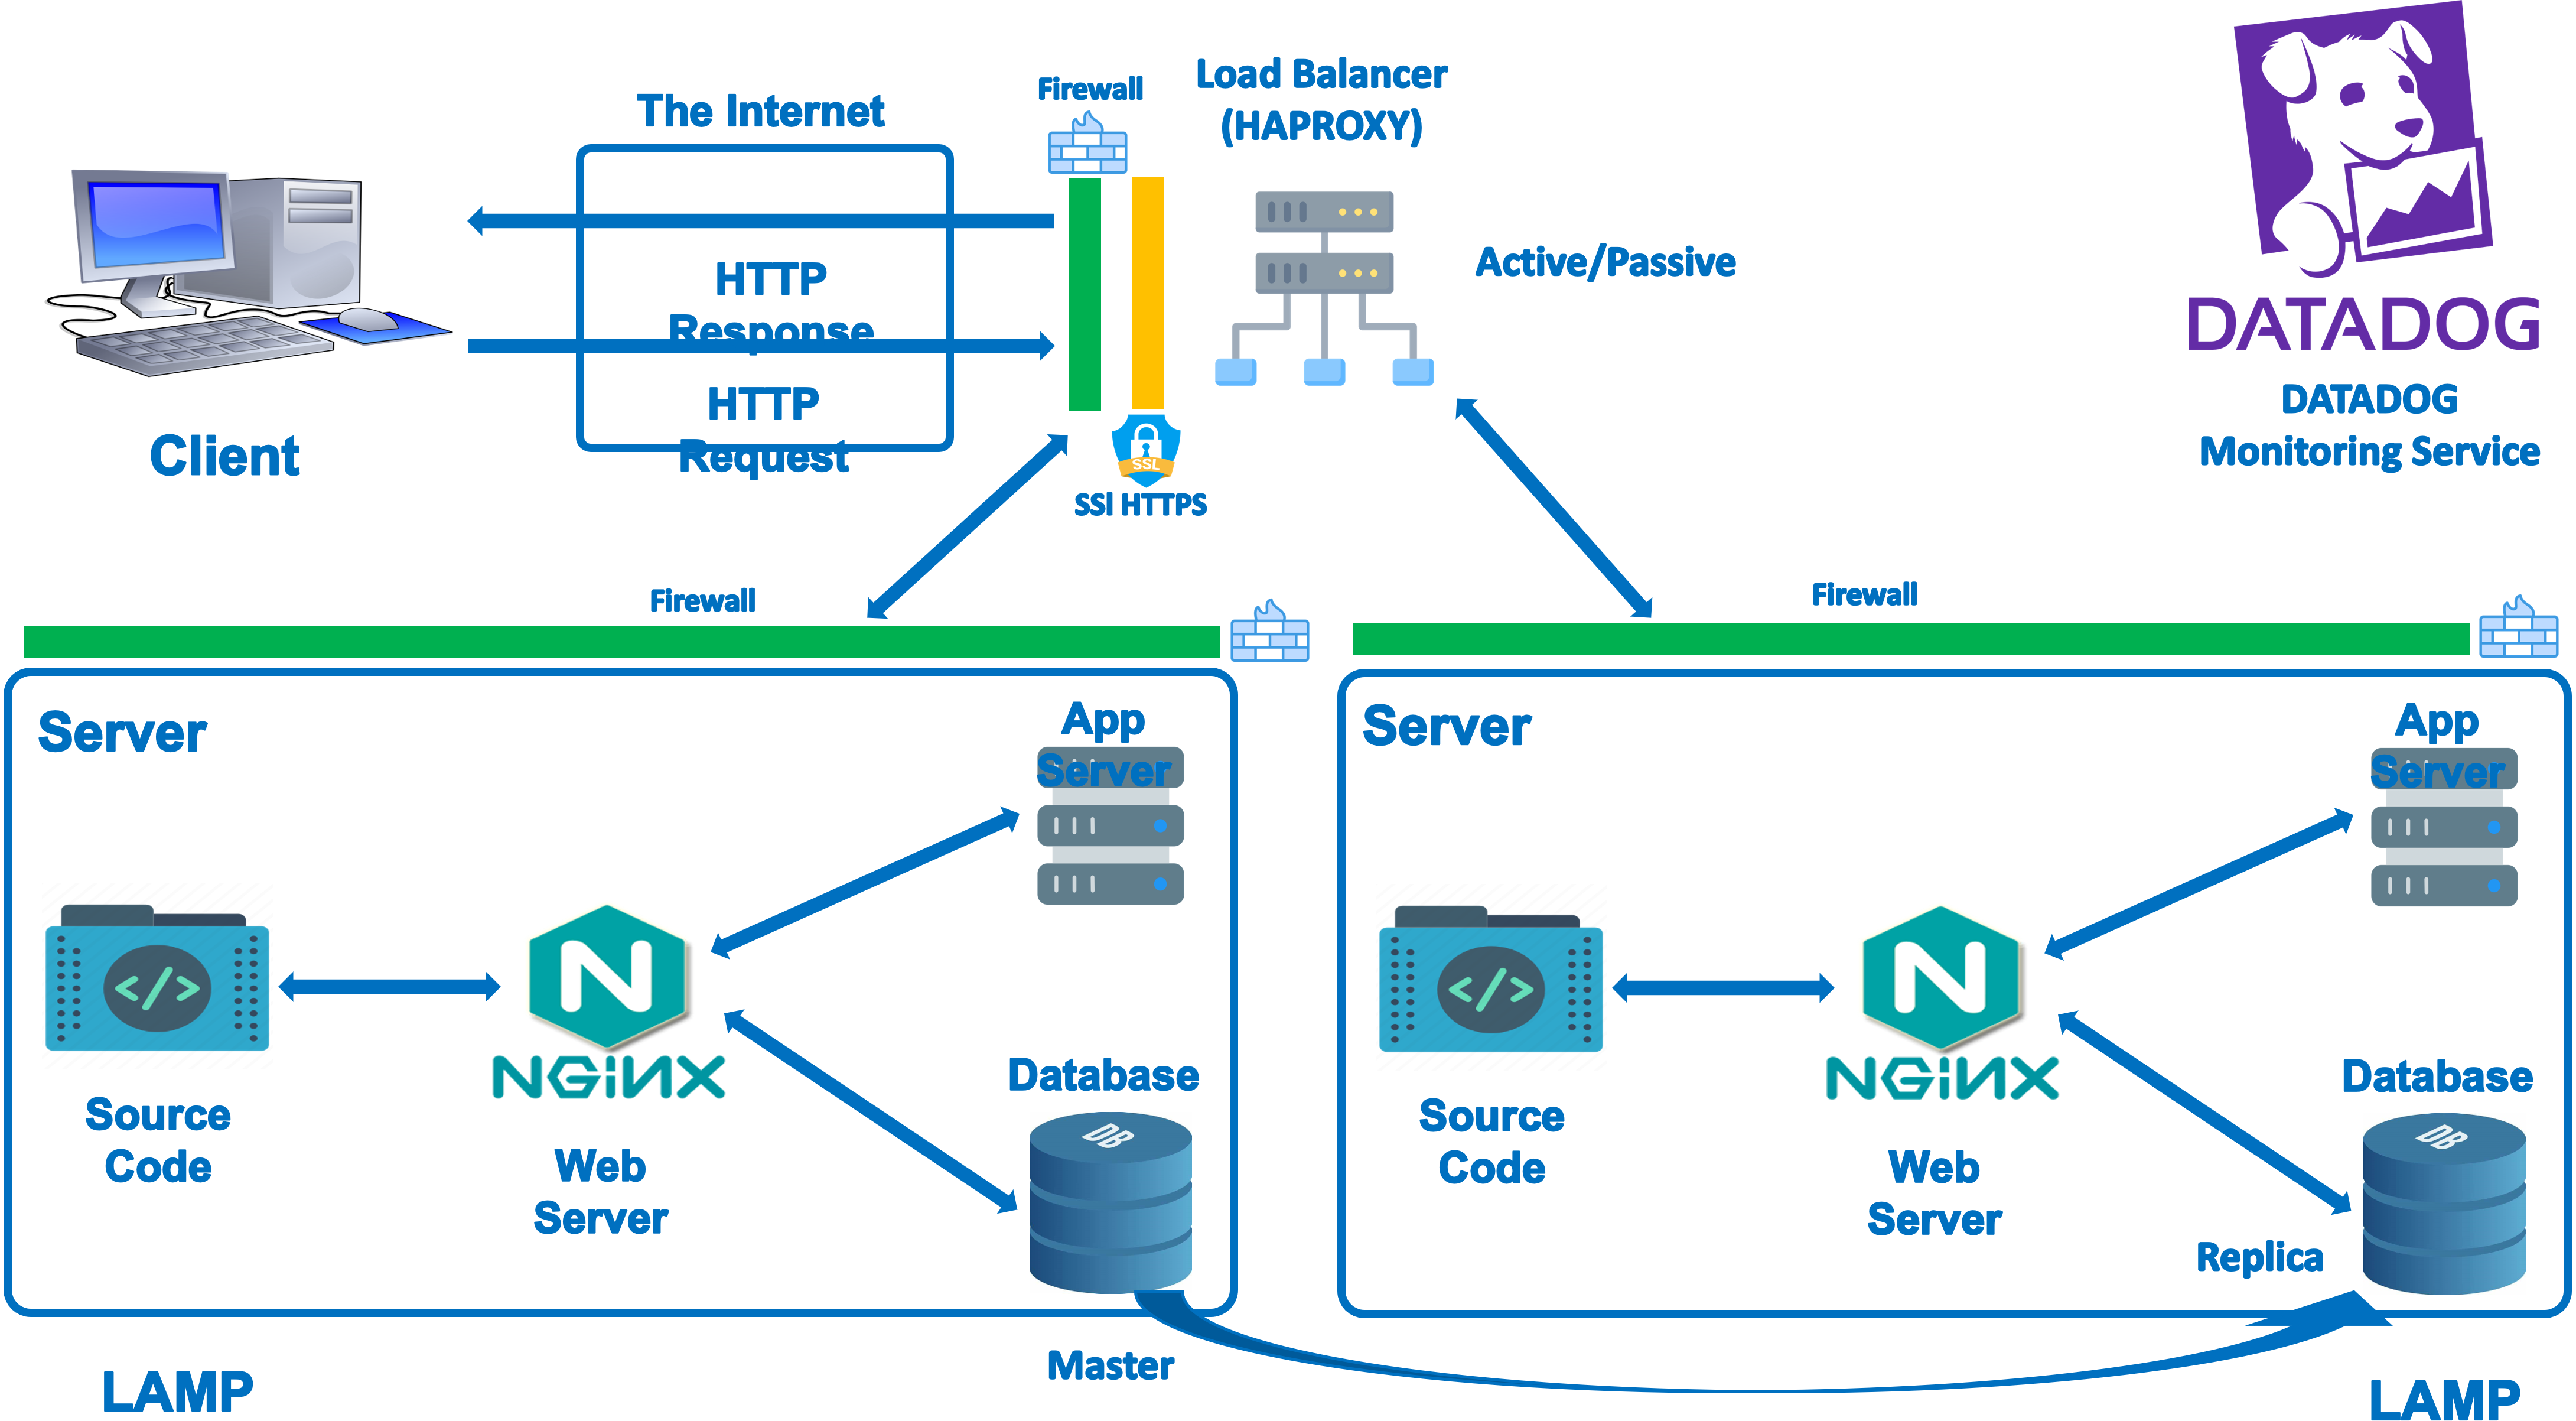 The Internet
Firewall
Load Balancer
(HAPROXY)
HTTP
Response
HTTP
Request
Client
SSL
SSl HTTPS
Active/Passive
DATADOG
DATADOG
Monitoring Service
Firewall
Firewall
Server
App
Server
</>
Source
Code
N
NGiNX
Web
Server
Database
DB
Master
LAMP
Server
App
Server
</>
Source
Code
N
NGiNX
Web
Server
Database
DB
Replica
LAMP